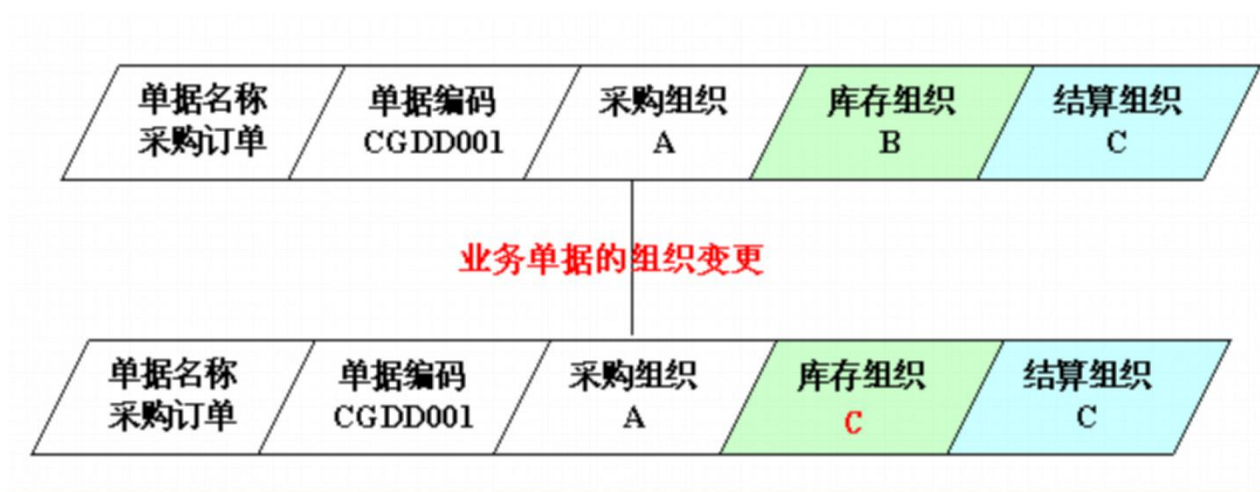 单据名称 单据编码 采购组织 库存组织 结算组织
采购订单 CGDD001 A B C
业务单据的组织变更
单据名称 单据编码 采购组织 库存组织 结算组织
采购订单 CGDD001 A C C